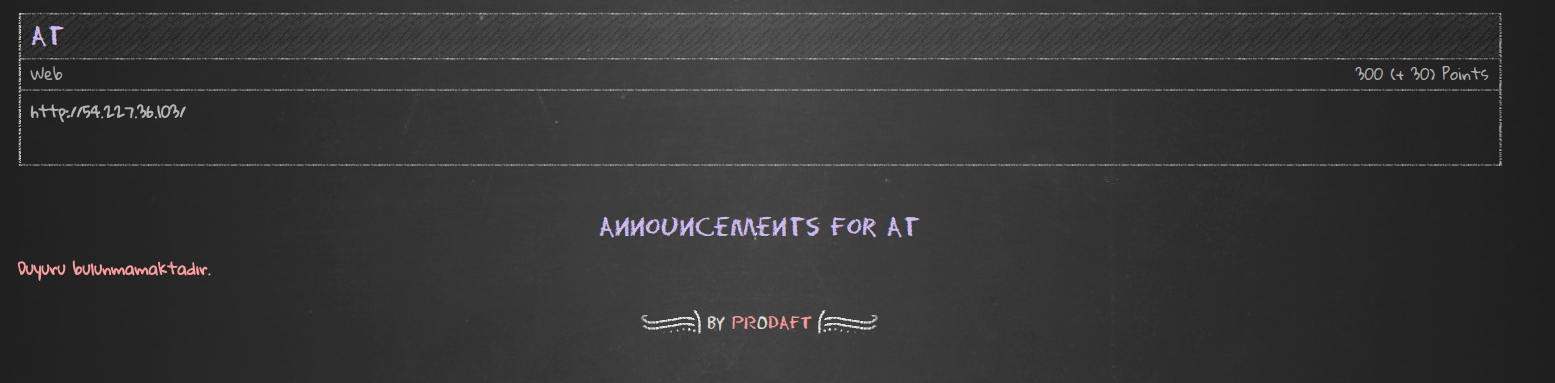 AT
Web 300 (+ 30) Points
http://54.227.36.103/
ANNOUNCEMENTS FOR AT
Duyuru bulunmamaktadır.
BY PRODAFT